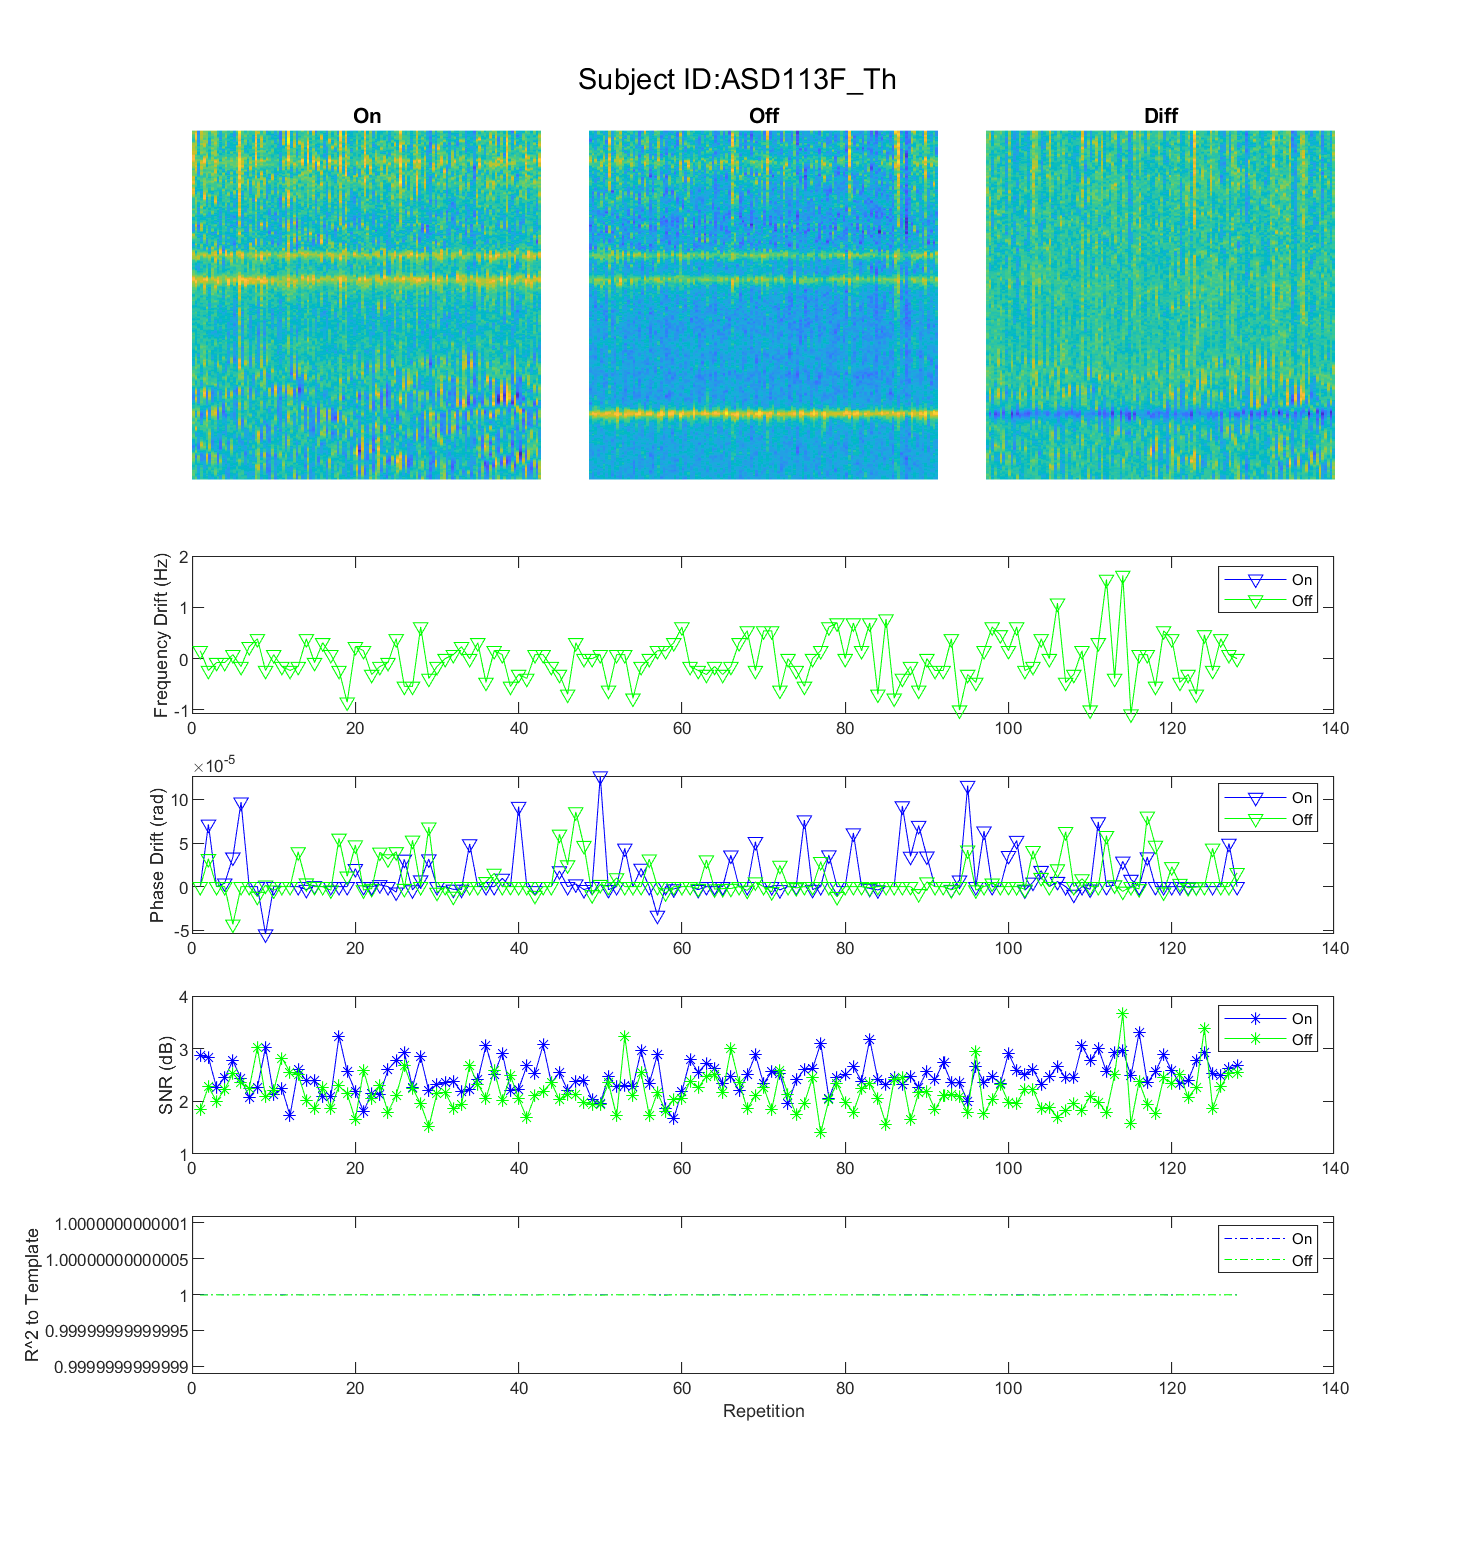 Subject ID:ASD113F_Th
On
Off
Diff
Frequency Drift (Hz)
2
1
0
-1
0 20 40 60 80 100 120 140
On
Off
×10-5
Phase Drift (rad)
10
5
0
-5
0 20 40 60 80 100 120 140
On
Off
SNR (dB)
4
3
2
1
0 20 40 60 80 100 120 140
On
Off
R^2 to Template
1.0000000000001
1.00000000000005
1
0.99999999999995
0.9999999999999
0 20 40 60 80 100 120 140
On
Off
Repetition